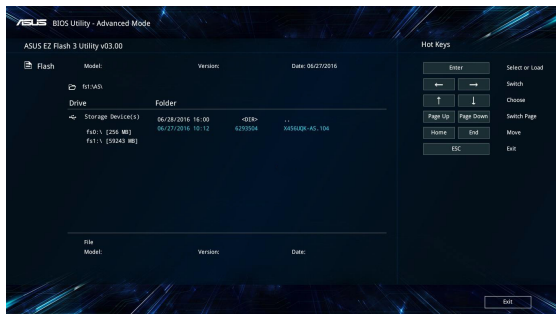 ASUS BIOS Utility - Advanced Mode
ASUS EZ Flash 3 Utility v03.00
Hot Keys
Flash Model: Version: Date: 06/27/2016
fs1:\AS\
Drive Folder
Storage Device(s)
fs0:\ [256 MB]
fs1:\ [59243 MB]
06/28/2016 16:00 <DIR> ..
06/27/2016 10:12 6293504 X456UQK-AS.104
File
Model: Version: Date:
Enter Select or Load
← → Switch
↑ ↓ Choose
Page Up Page Down Switch Page
Home End Move
ESC Exit
Exit